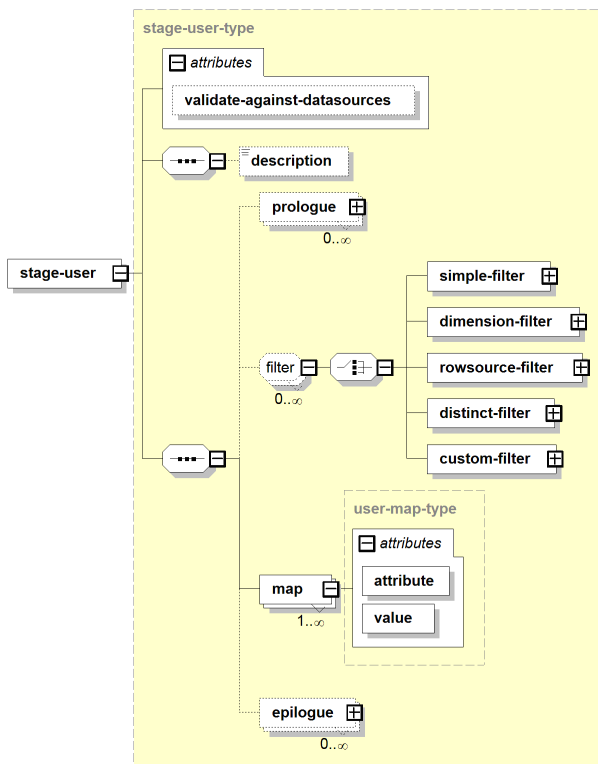 stage-user-type
attributes
validate-against-datasources
description
prologue
0..∞
stage-user
simple-filter
dimension-filter
filter
0..∞
rowsource-filter
distinct-filter
custom-filter
user-map-type
attributes
map
1..∞
attribute
value
epilogue
0..∞